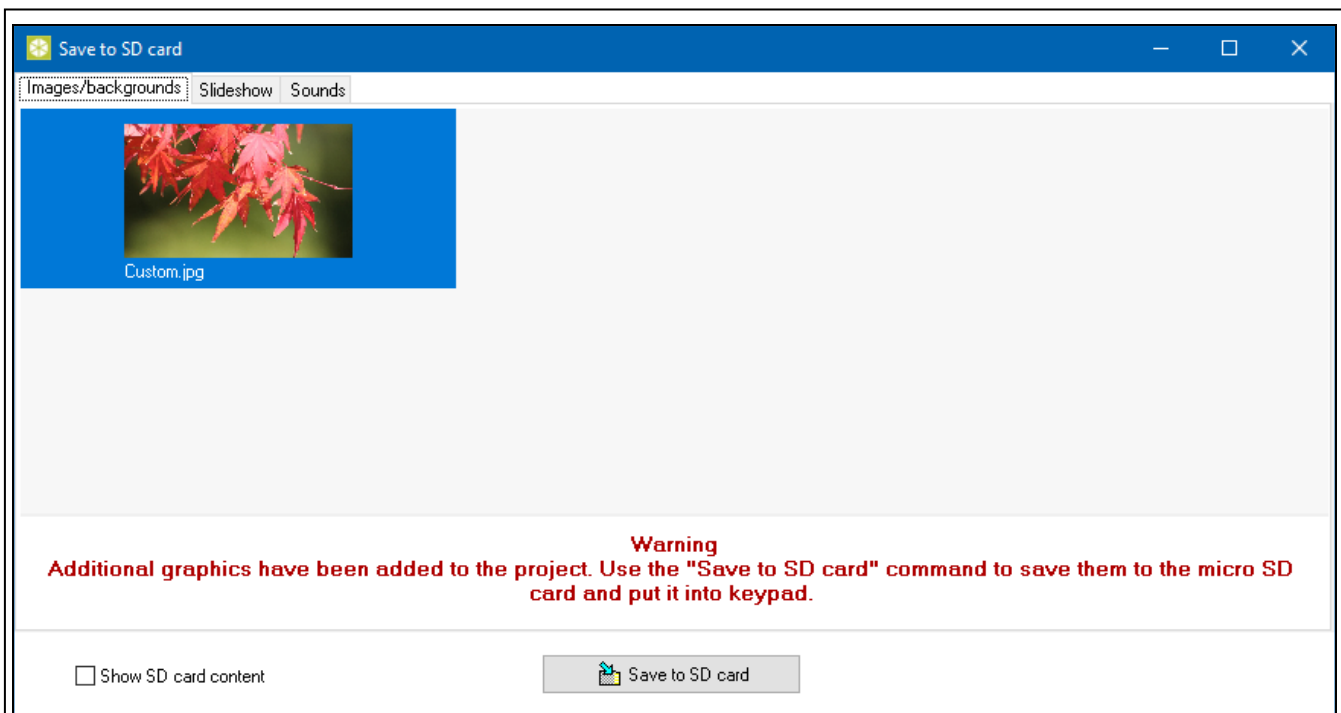 Save to SD card
Images/backgrounds Slideshow Sounds
Custom.jpg
Warning
Additional graphics have been added to the project. Use the "Save to SD card" command to save them to the micro SD
card and put it into keypad.
Show SD card content Save to SD card